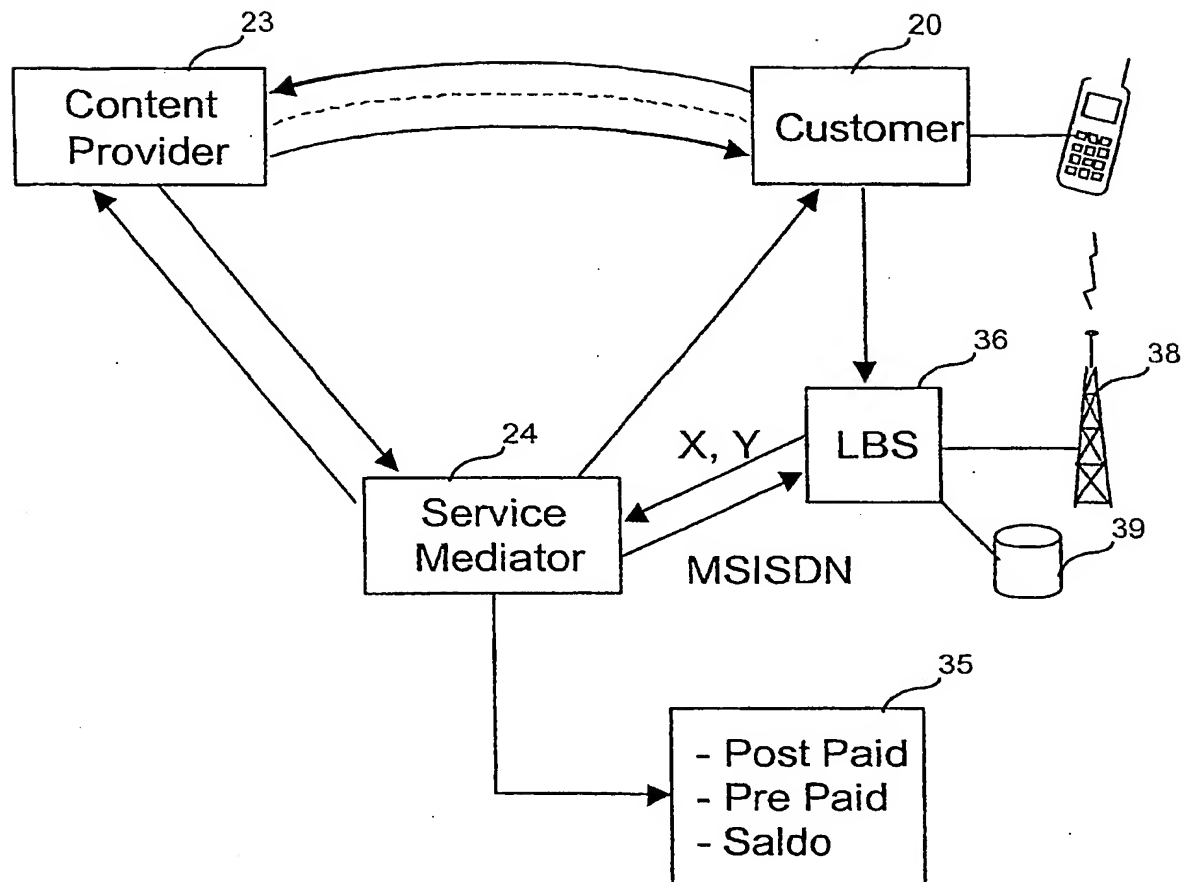 23
20
Content
Provider
Customer
36
38
24
X, Y
LBS
Service
Mediator
39
MSISDN
35
- Post Paid
- Pre Paid
- Saldo